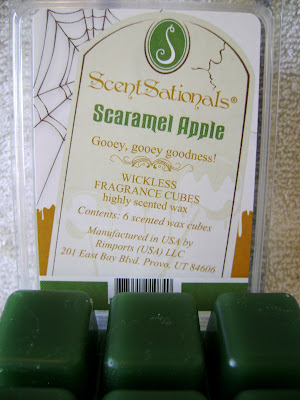 S
ScentSationals®
Scaramel Apple
Gooey, gooey goodness!
WICKLESS
FRAGRANCE CUBES
highly scented wax
Contents: 6 scented wax cubes
Manufactured in USA by
Rimports (USA) LLC
201 East Bay Blvd. Provo, UT 84606